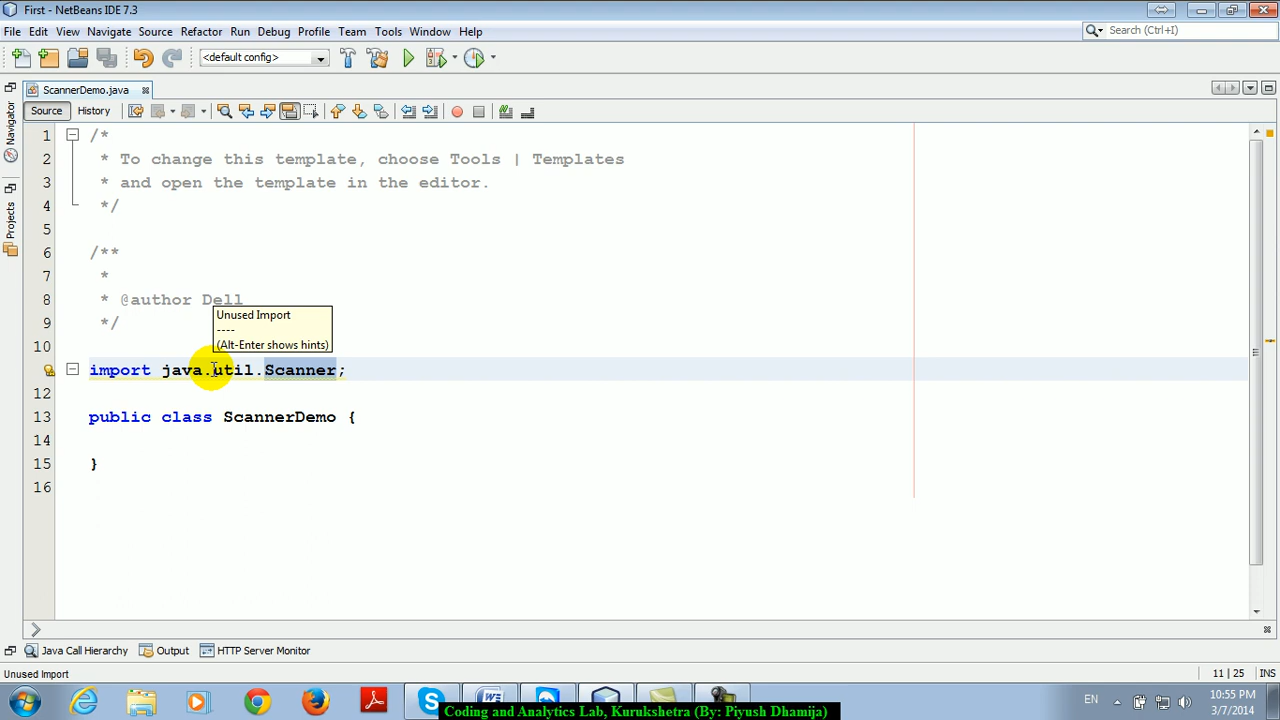 First - NetBeans IDE 7.3
File Edit View Navigate Source Refactor Run Debug Profile Team Tools Window Help
Search (Ctrl+I)
<default config>
ScannerDemo.java
Source History
Navigator
Projects
1 /*
2 * To change this template, choose Tools | Templates
3 * and open the template in the editor.
4 */
5
6 /**
7 *
8 * @author Dell
9 */
10
import java.util.Scanner;
12
13 public class ScannerDemo {
14
15 }
16
Unused Import
----
(Alt-Enter shows hints)
Java Call Hierarchy Output HTTP Server Monitor
Unused Import 11 | 25 INS
EN 10:55 PM
3/7/2014
Coding and Analytics Lab, Kurukshetra (By: Piyush Dhamija)